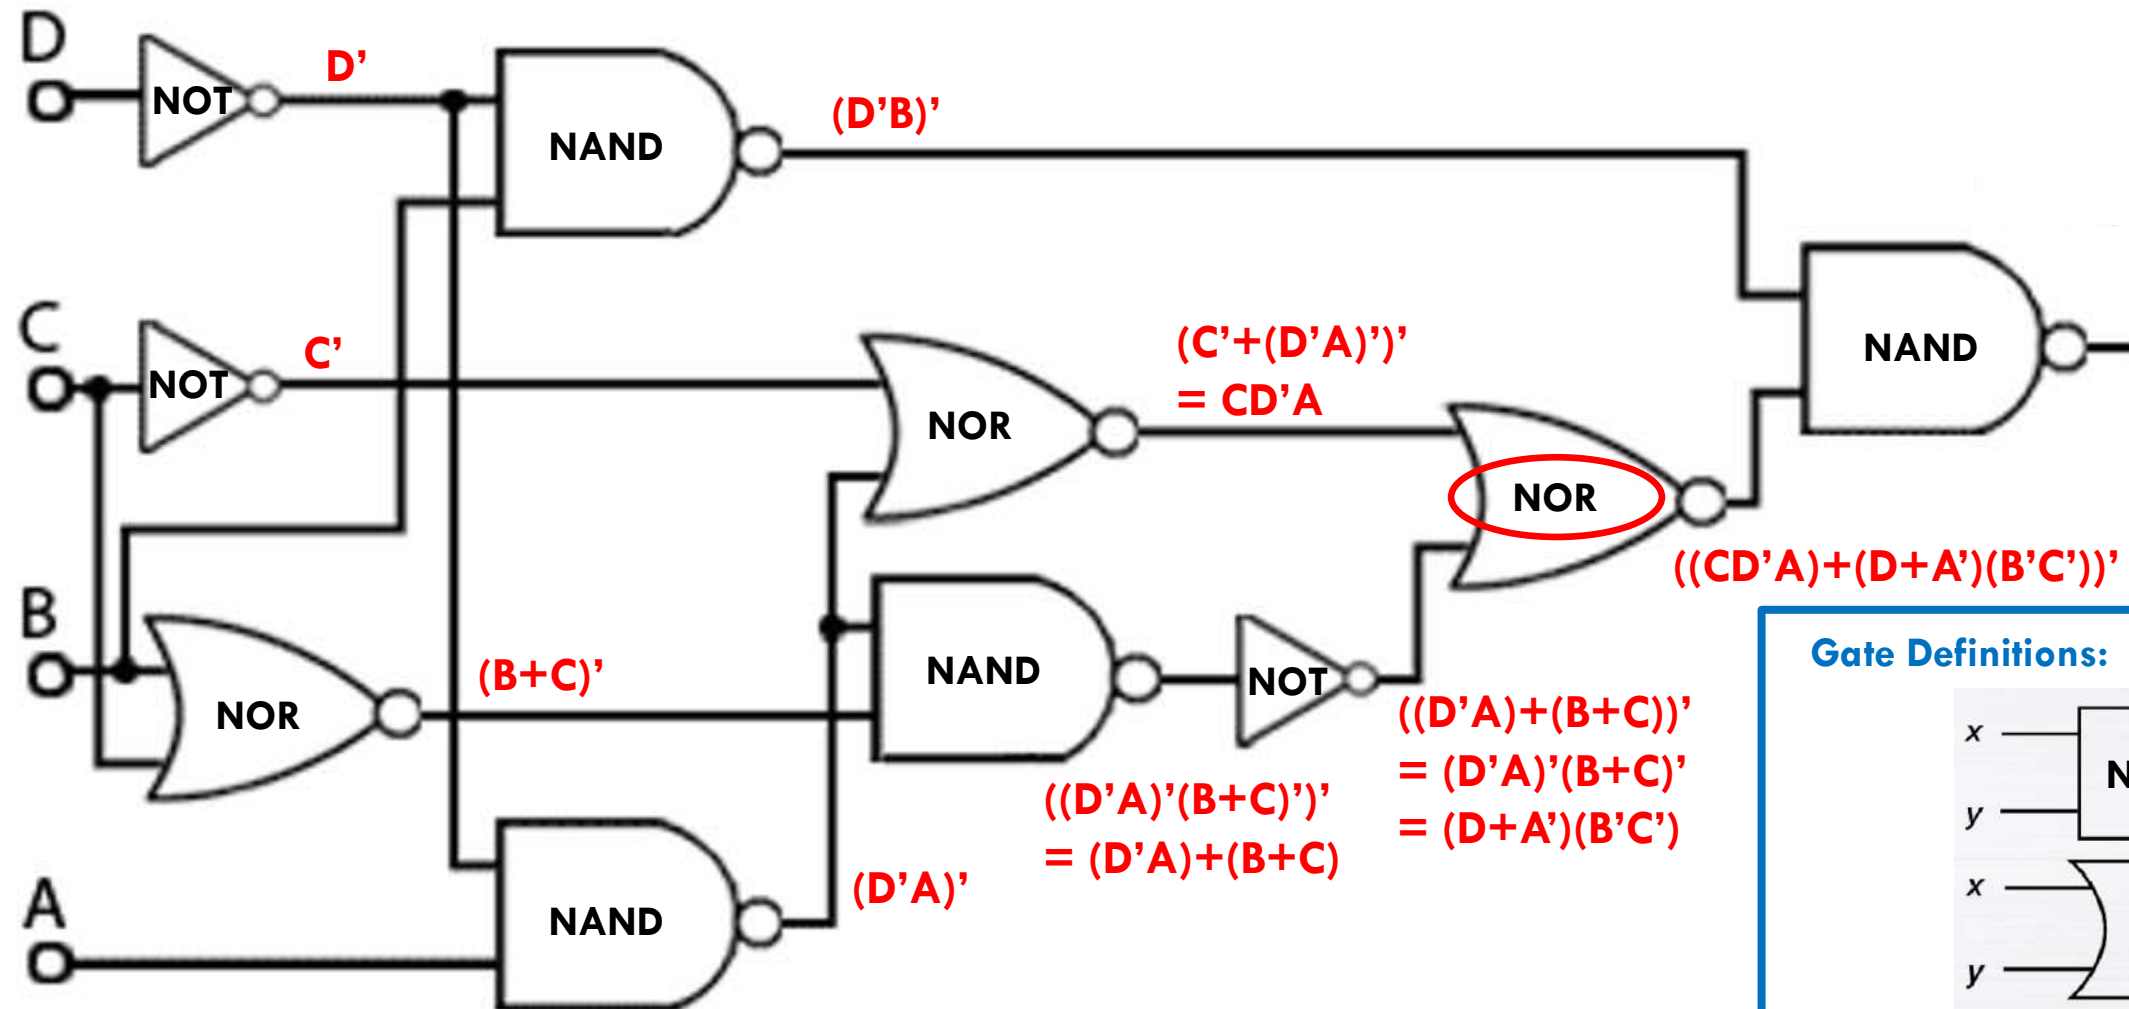 D
NOT
D’
NAND
(D’B)’
C
NOT
C’
NOR
(C’+(D’A)’)’
= CD’A
NAND
NOR
((CD’A)+(D+A’)(B’C’))’
B
NOR
(B+C)’
NAND
NOT
((D’A)’(B+C)’)’
= (D’A)+(B+C)
((D’A)+(B+C))’
= (D’A)’(B+C)’
= (D+A’)(B’C’)
A
NAND
(D’A)’
Gate Definitions:
x
N
y
x
y